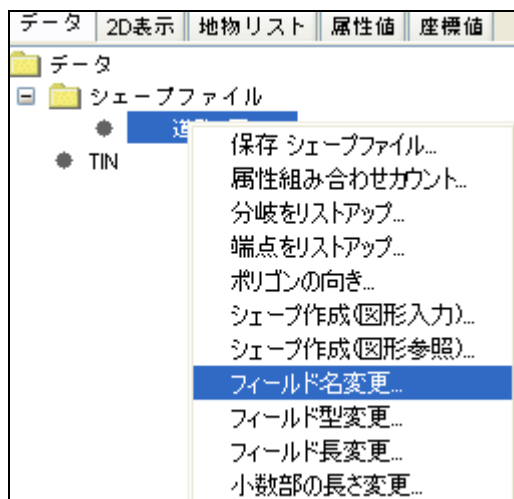 データ 2D表示 地物リスト 属性値 座標値
データ
シェープファイル
TIN
保存 シェープファイル...
属性組み合わせカウント...
分岐をリストアップ...
端点をリストアップ...
ポリゴンの向き...
シェープ作成(図形入力)...
シェープ作成(図形参照)...
フィールド名変更...
フィールド型変更...
フィールド長変更...
小数部の長さ変更...